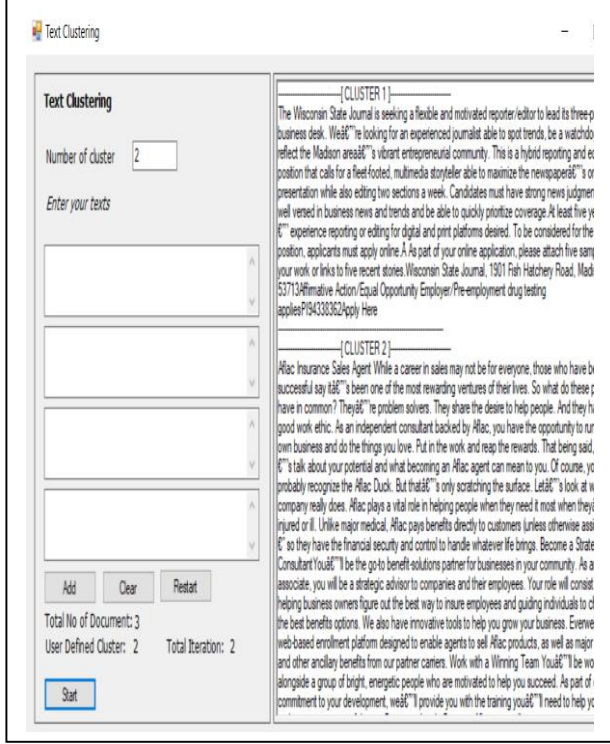 Text Clustering
Text Clustering
Number of cluster 2
Enter your texts
Add Clear Restart
Total No of Document: 3
User Defined Cluster: 2 Total Iteration: 2
Start
-----------------------[ CLUSTER 1 ]-----------------------
The Wisconsin State Journal is seeking a flexible and motivated reporter/editor to lead its three-p
business desk. Weâ€™re looking for an experienced journalist able to spot trends, be a watchdo
reflect the Madison areaâ€™s vibrant entrepreneurial community. This is a hybrid reporting and e
position that calls for a fleet-footed, multimedia storyteller able to maximize the newspaperâ€™s on
presentation while also editing two sections a week. Candidates must have strong news judgmen
well versed in business news and trends and be able to quickly prioritize coverage.At least five ye
€™ experience reporting or editing for digital and print platforms desired. To be considered for the
position, applicants must apply online.Â As part of your online application, please attach five samp
your work or links to five recent stories.Wisconsin State Journal, 1901 Fish Hatchery Road, Madi
53713Affirmative Action/Equal Opportunity Employer/Pre-employment drug testing
appliesPI94338362Apply Here
-----------------------[ CLUSTER 2 ]-----------------------
Aflac Insurance Sales Agent While a career in sales may not be for everyone, those who have be
successful say itâ€™s been one of the most rewarding ventures of their lives. So what do these p
have in common? Theyâ€™re problem solvers. They share the desire to help people. And they ha
good work ethic. As an independent consultant backed by Aflac, you have the opportunity to run
own business and do the things you love. Put in the work and reap the rewards. That being said,
€™s talk about your potential and what becoming an Aflac agent can mean to you. Of course, yo
probably recognize the Aflac Duck. But thatâ€™s only scratching the surface. Letâ€™s look at w
company really does. Aflac plays a vital role in helping people when they need it most when theyâ
injured or ill. Unlike major medical, Aflac pays benefits directly to customers (unless otherwise assi
€“ so they have the financial security and control to handle whatever life brings. Become a Strate
ConsultantYouâ€™ll be the go-to benefit-solutions partner for businesses in your community. As a
associate, you will be a strategic advisor to companies and their employees. Your role will consist
helping business owners figure out the best way to insure employees and guiding individuals to c
the best benefits options. We also have innovative tools to help you grow your business. Everwe
web-based enrollment platform designed to enable agents to sell Aflac products, as well as major
and other ancillary benefits from our partner carriers. Work with a Winning Team Youâ€™ll be wo
alongside a group of bright, energetic people who are motivated to help you succeed. As part of
commitment to your development, weâ€™ll provide you with the training youâ€™ll need to help yo